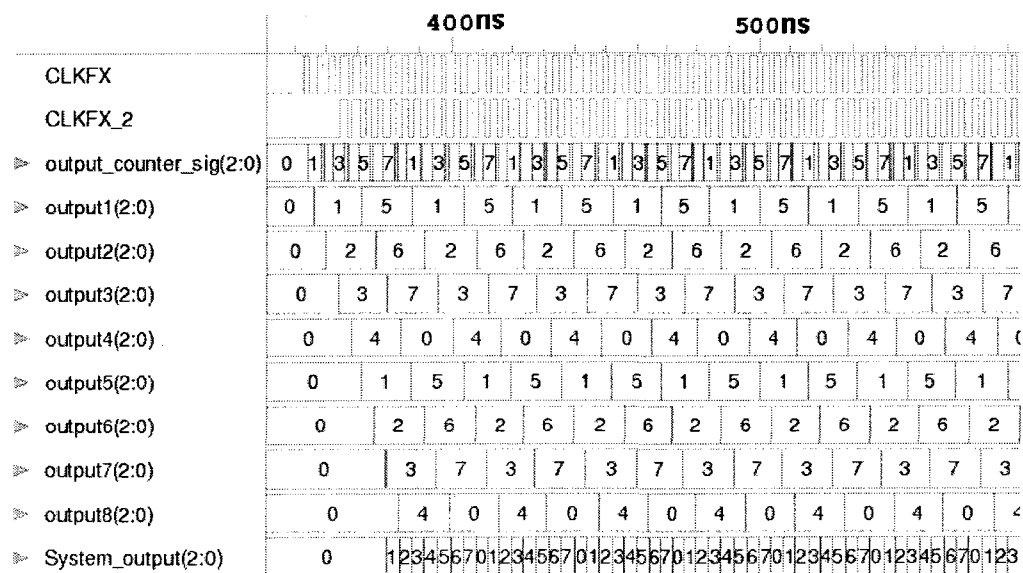 400ns 500ns
CLKFX
CLKFX_2
output_counter_sig(2:0) 0 1 3 5 7 1 3 5 7 1 3 5 7 1 3 5 7 1 3 5 7 1 3 5 7 1 3 5 7 1
output1(2:0) 0 1 5 1 5 1 5 1 5 1 5 1 5 1 5
output2(2:0) 0 2 6 2 6 2 6 2 6 2 6 2 6 2 6
output3(2:0) 0 3 7 3 7 3 7 3 7 3 7 3 7 3 7
output4(2:0) 0 4 0 4 0 4 0 4 0 4 0 4 0 4 0
output5(2:0) 0 1 5 1 5 1 5 1 5 1 5 1 5 1
output6(2:0) 0 2 6 2 6 2 6 2 6 2 6 2 6 2
output7(2:0) 0 3 7 3 7 3 7 3 7 3 7 3 7 3
output8(2:0) 0 4 0 4 0 4 0 4 0 4 0 4 0 4
System_output(2:0) 0 123456701234567012345670123456701234567012345670123